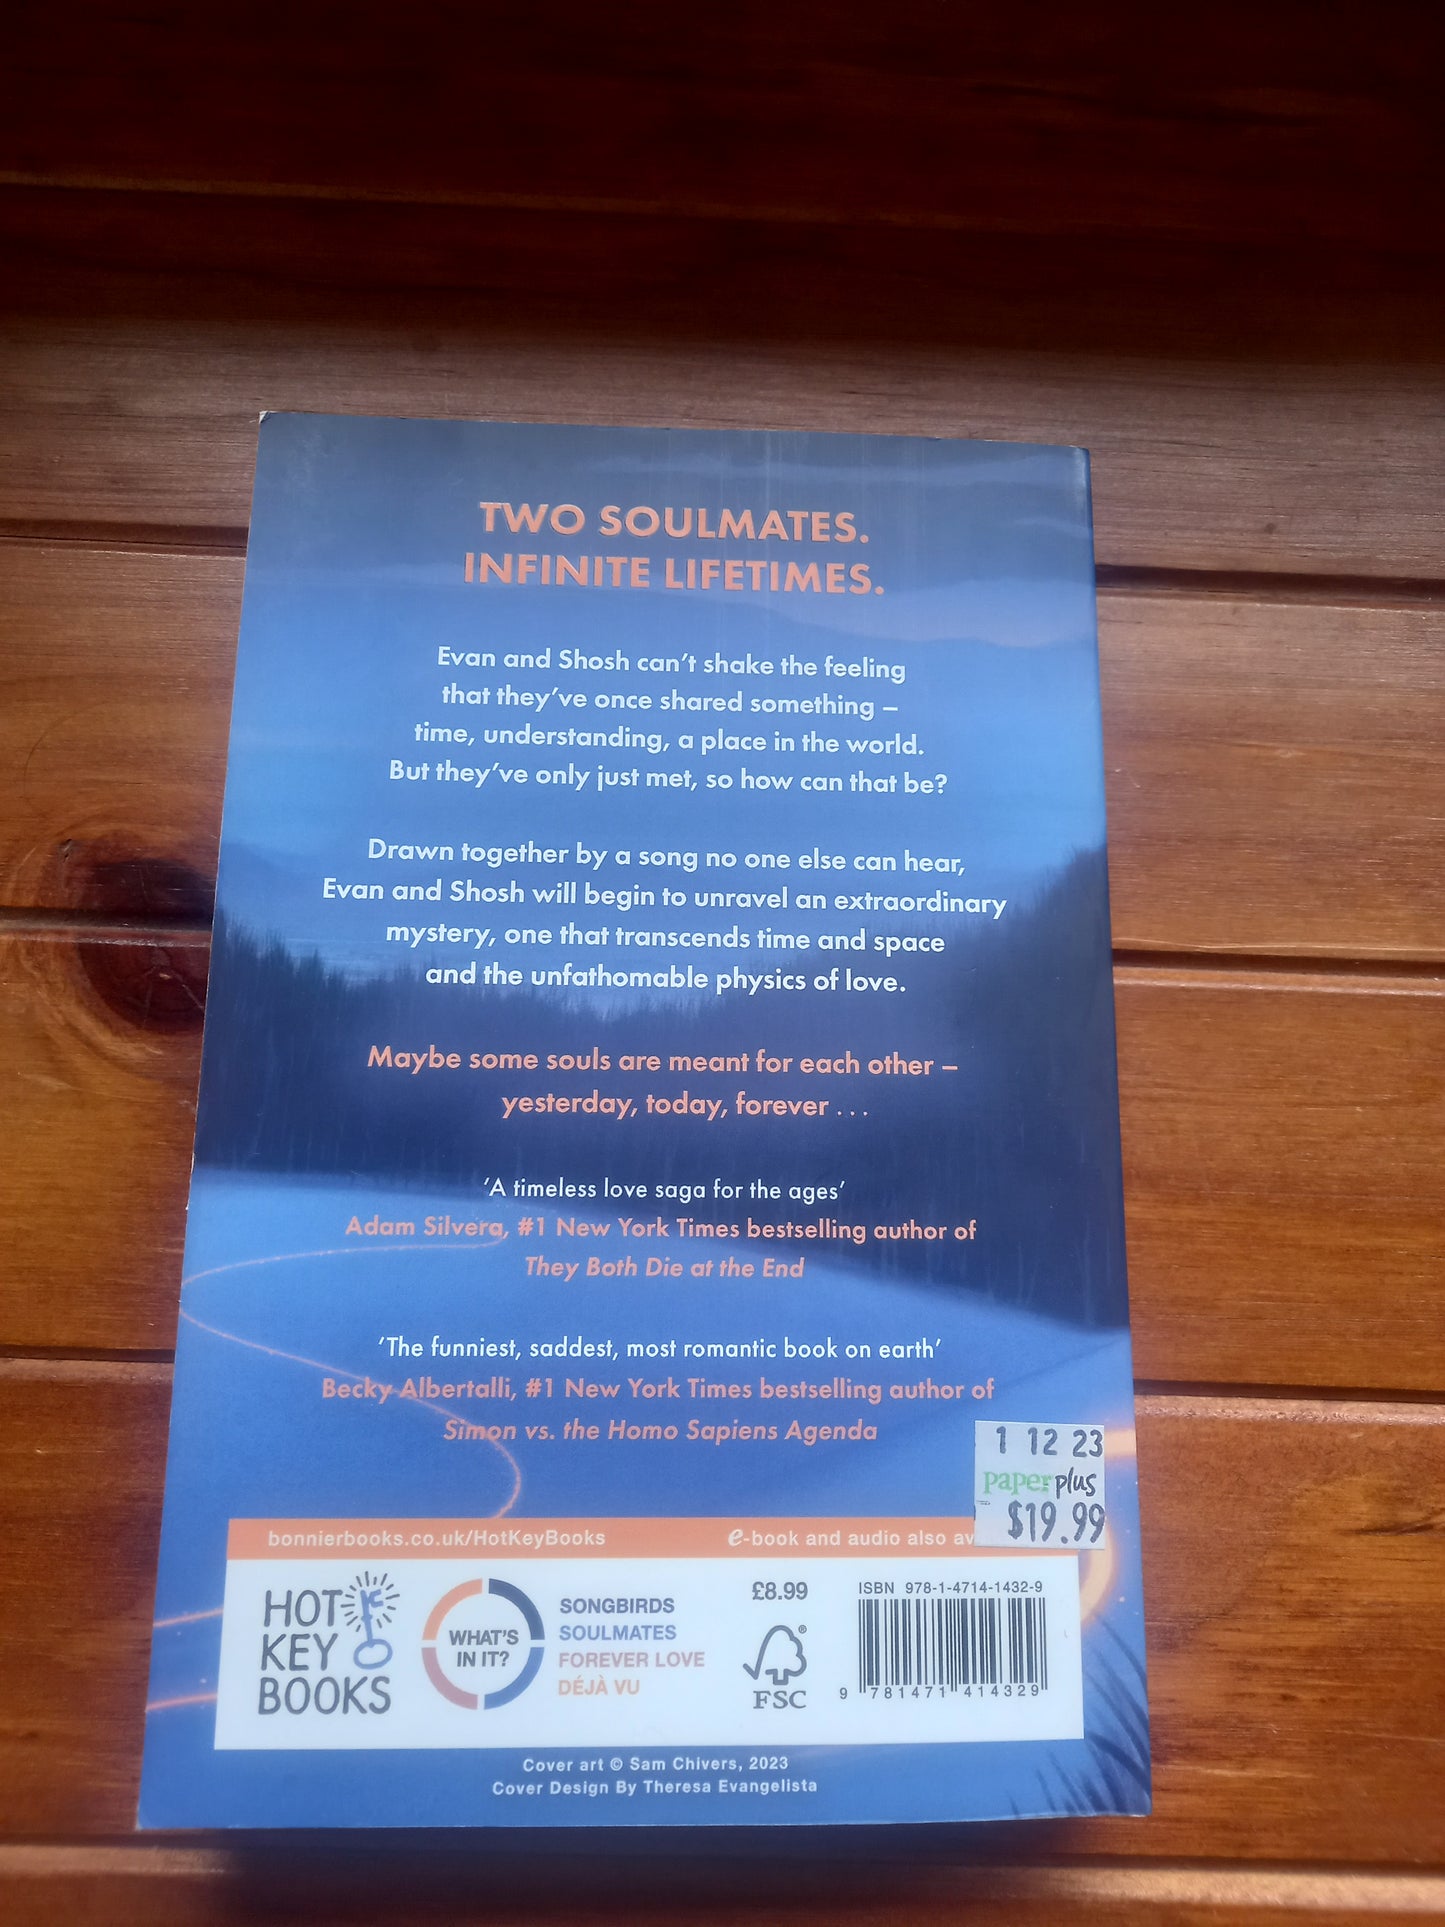 TWO SOULMATES.
INFINITE LIFETIMES.
Evan and Shosh can't shake the feeling
that they've once shared something –
time, understanding, a place in the world.
But they've only just met, so how can that be?
Drawn together by a song no one else can hear,
Evan and Shosh will begin to unravel an extraordinary
mystery, one that transcends time and space
and the unfathomable physics of love.
Maybe some souls are meant for each other –
yesterday, today, forever . . .
'A timeless love saga for the ages'
Adam Silvera, #1 New York Times bestselling author of
They Both Die at the End
'The funniest, saddest, most romantic book on earth'
Becky Albertalli, #1 New York Times bestselling author of
Simon vs. the Homo Sapiens Agenda
1 12 23
paper plus
$19.99
bonnierbooks.co.uk/HotKeyBooks
e-book and audio also av
HOT
KEY
BOOKS
WHAT'S
IN IT?
SONGBIRDS
SOULMATES
FOREVER LOVE
DÉJÀ VU
£8.99
FSC
ISBN 978-1-4714-1432-9
9 781471 414329
Cover art © Sam Chivers, 2023
Cover Design By Theresa Evangelista